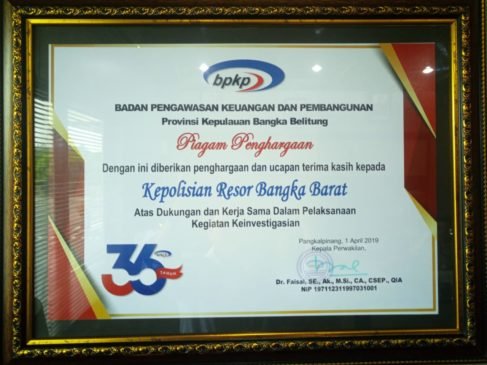 bpkp
BADAN PENGAWASAN KEUANGAN DAN PEMBANGUNAN
Provinsi Kepulauan Bangka Belitung
Piagam Penghargaan
Dengan ini diberikan penghargaan dan ucapan terima kasih kepada
Kepolisian Resor Bangka Barat
Atas Dukungan dan Kerja Sama Dalam Pelaksanaan
Kegiatan Keinvestigasian
Pangkalpinang, 1 April 2019
Kepala Perwakilan,
36
TAHUN
Dr. Faisal, SE., Ak., M.Si., CA., CSEP., QIA
NIP 197112311997031001